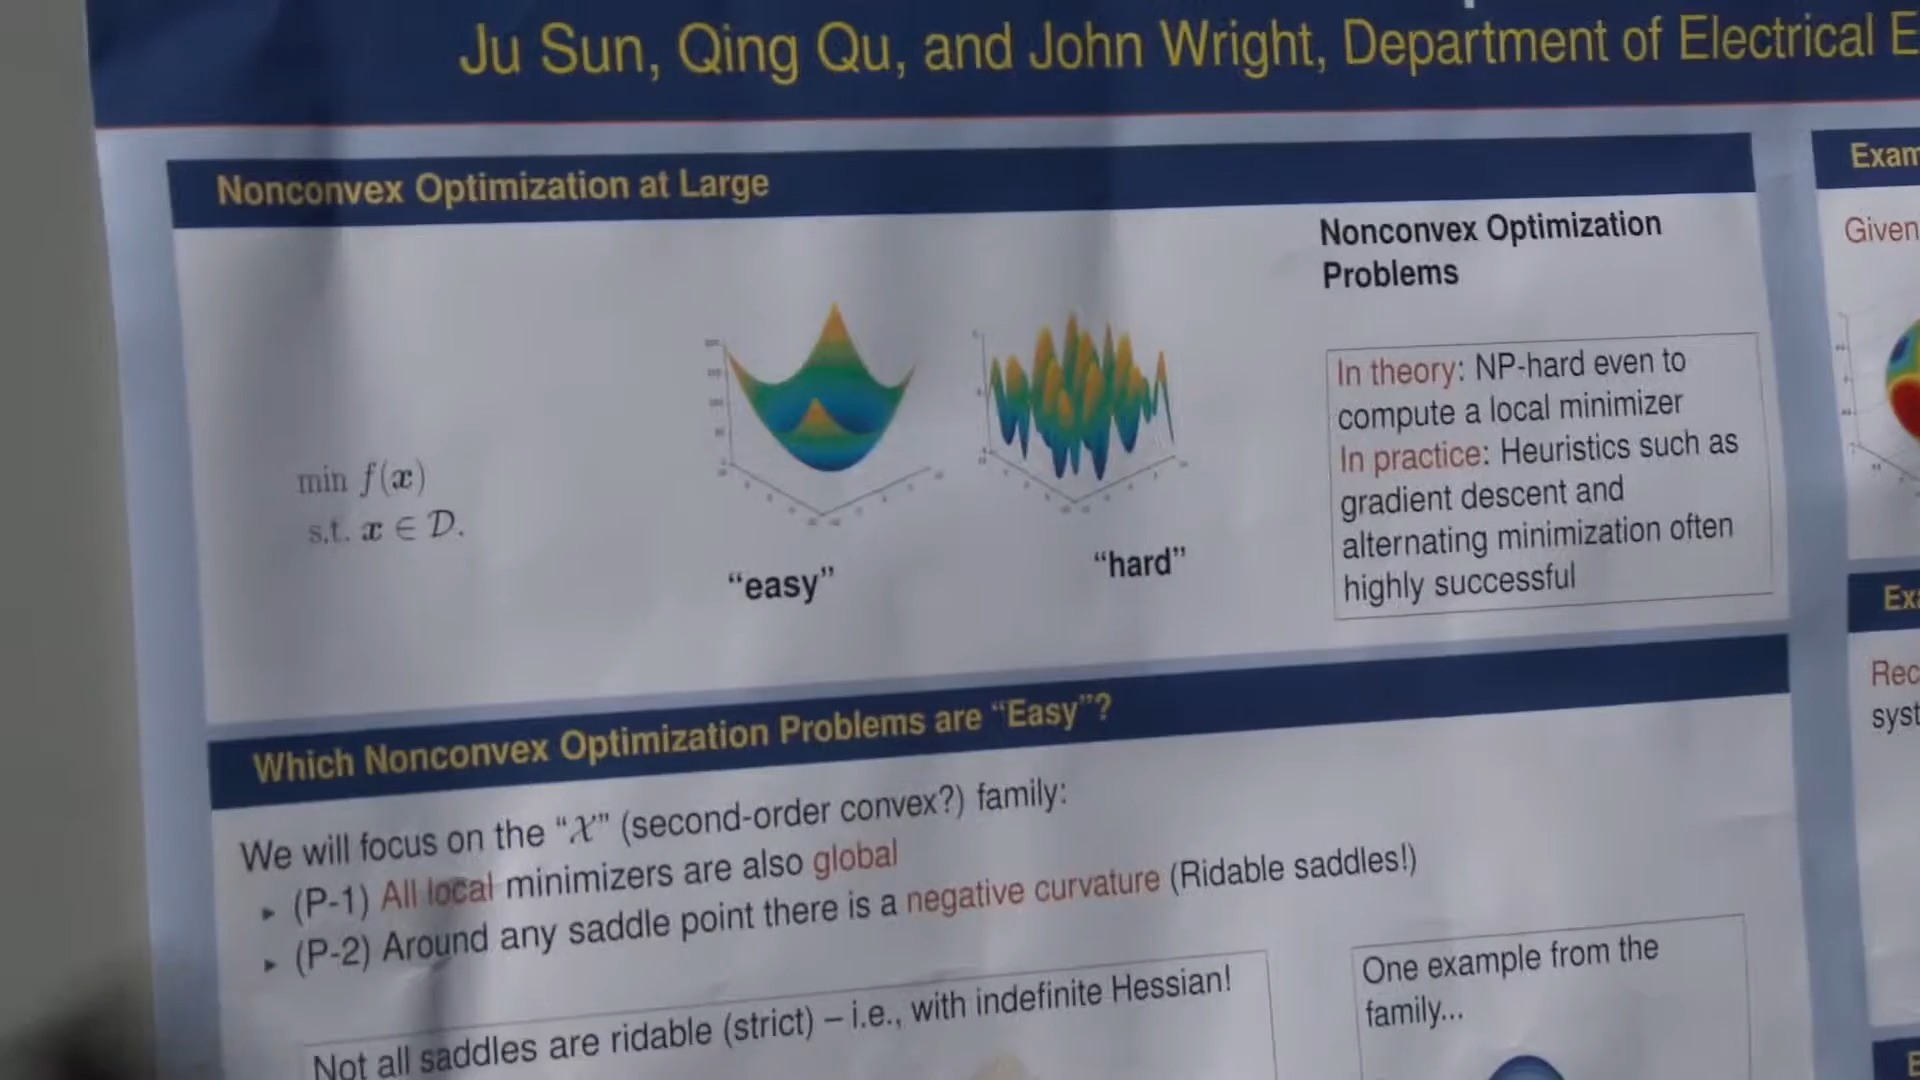 Ju Sun, Qing Qu, and John Wright, Department of Electrical
Nonconvex Optimization at Large
min f(x)
s.t. x ∈ D.
“easy”
“hard”
Nonconvex Optimization
Problems
In theory: NP-hard even to
compute a local minimizer
In practice: Heuristics such as
gradient descent and
alternating minimization often
highly successful
Which Nonconvex Optimization Problems are “Easy”?
We will focus on the “X” (second-order convex?) family:
▸ (P-1) All local minimizers are also global
▸ (P-2) Around any saddle point there is a negative curvature (Ridable saddles!)
Not all saddles are ridable (strict) – i.e., with indefinite Hessian!
One example from the
family...
Given